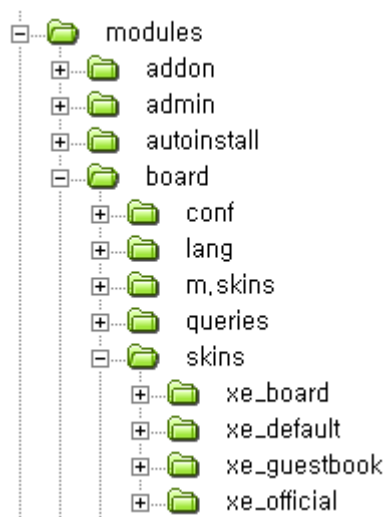 modules
addon
admin
autoinstall
board
conf
lang
m.skins
queries
skins
xe_board
xe_default
xe_guestbook
xe_official